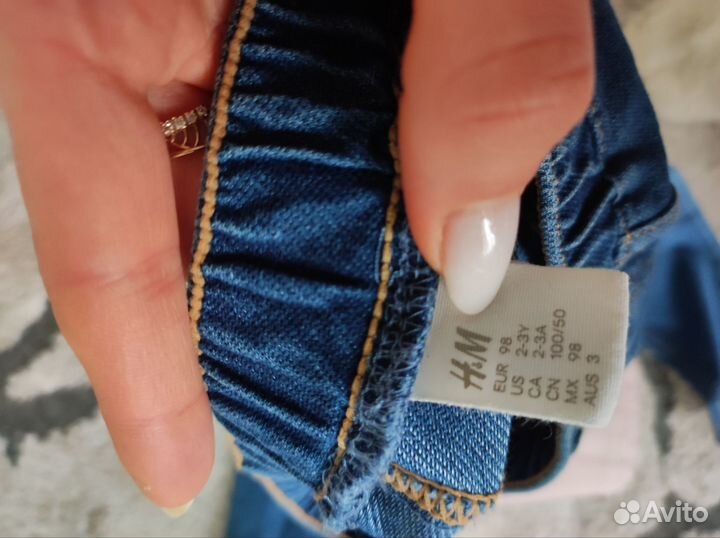 H&M
EUR 98
US 2-3Y
CA 2-3A
CN 100/50
MX 98
AUS 3
Avito